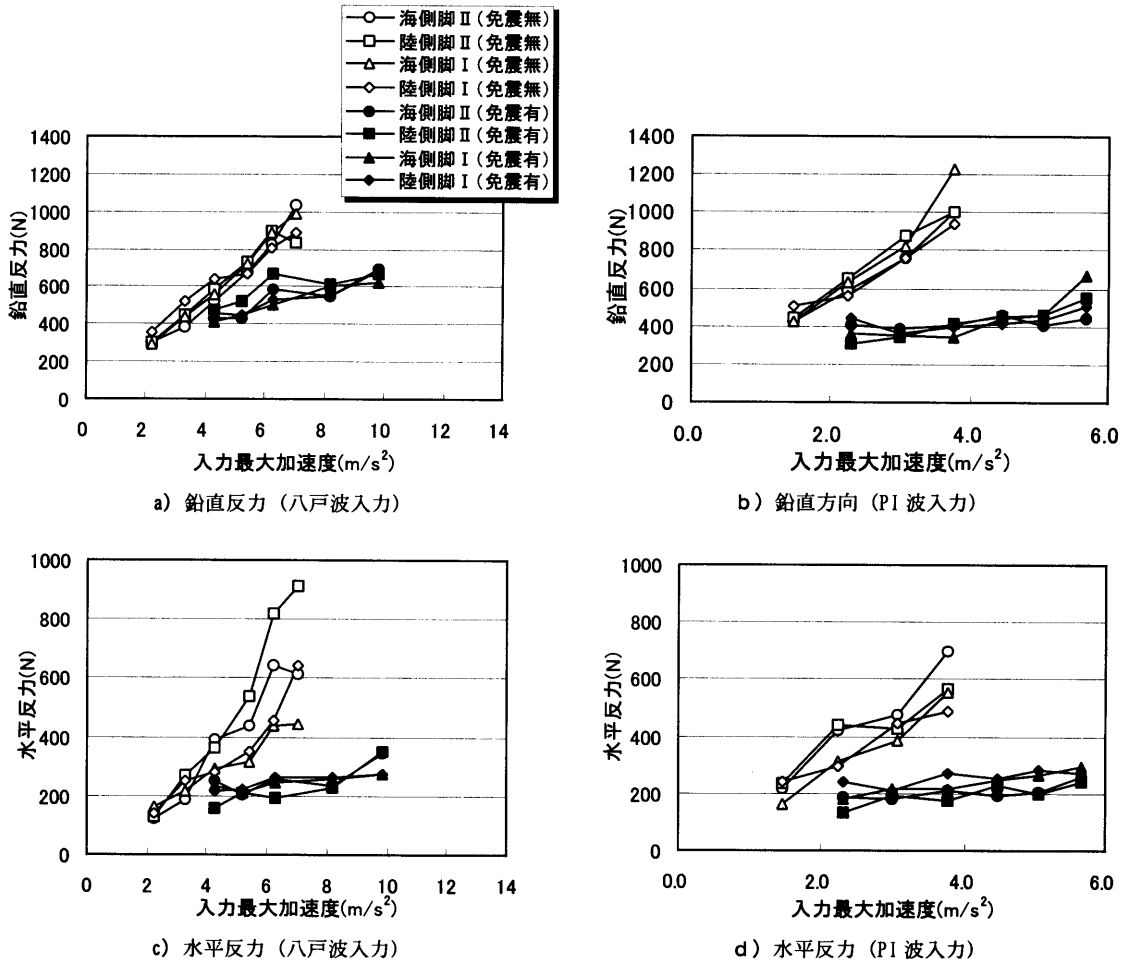 海側脚Ⅱ(免震無)
陸側脚Ⅱ(免震無)
海側脚Ⅰ(免震無)
陸側脚Ⅰ(免震無)
海側脚Ⅱ(免震有)
陸側脚Ⅱ(免震有)
海側脚Ⅰ(免震有)
陸側脚Ⅰ(免震有)
1400
1200
1000
800
600
400
200
0
鉛直反力(N)
0 2 4 6 8 10 12 14
入力最大加速度(m/s²)
a) 鉛直反力 (八戸波入力)
1400
1200
1000
800
600
400
200
0
鉛直反力(N)
0.0 2.0 4.0 6.0
入力最大加速度(m/s²)
b) 鉛直方向 (PI 波入力)
1000
800
600
400
200
0
水平反力(N)
0 2 4 6 8 10 12 14
入力最大加速度(m/s²)
c) 水平反力 (八戸波入力)
1000
800
600
400
200
0
水平反力(N)
0.0 2.0 4.0 6.0
入力最大加速度(m/s²)
d) 水平反力 (PI 波入力)